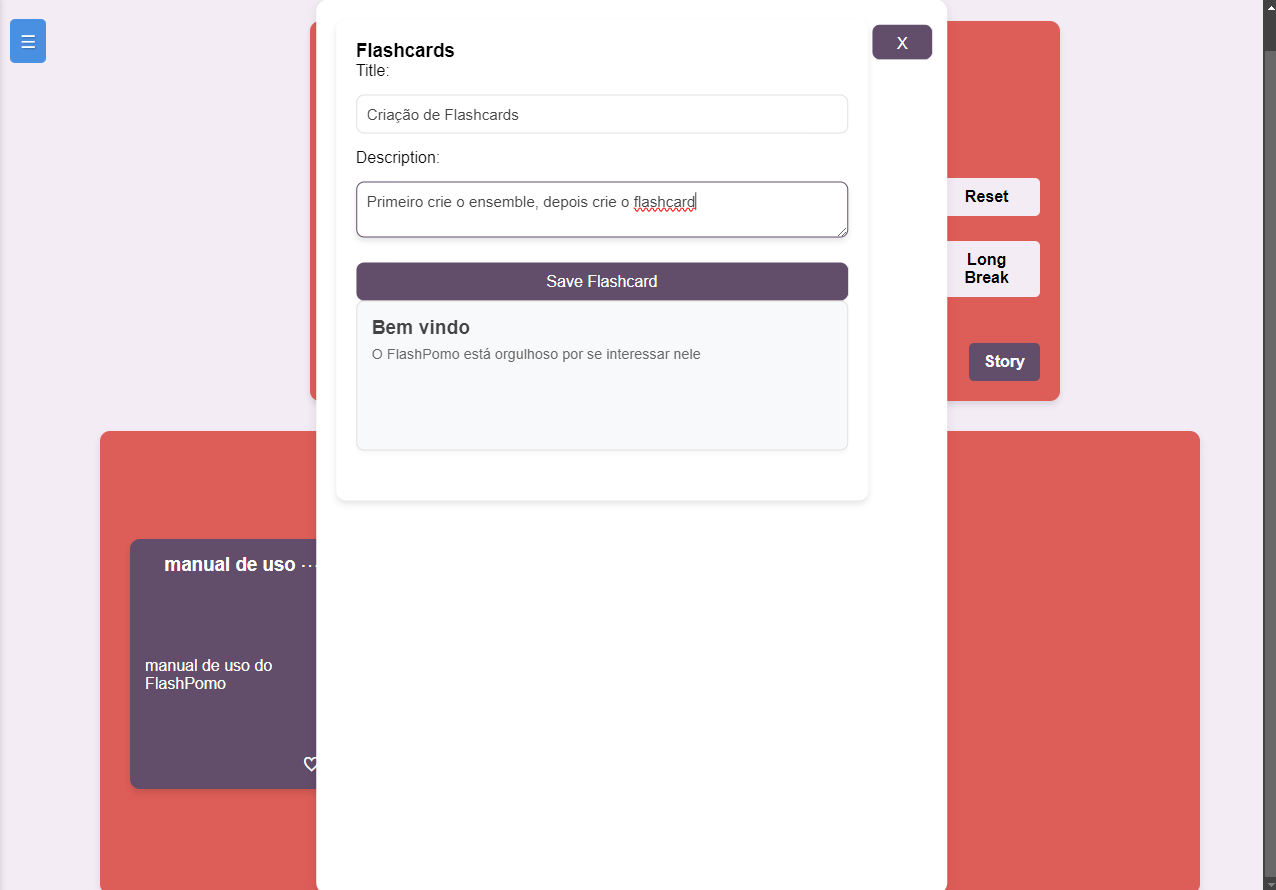 ☰
Flashcards
X
Title:
Criação de Flashcards
Description:
Primeiro crie o ensemble, depois crie o flashcard
Save Flashcard
Bem vindo
O FlashPomo está orgulhoso por se interessar nele
Reset
Long
Break
Story
manual de uso ···
manual de uso do
FlashPomo